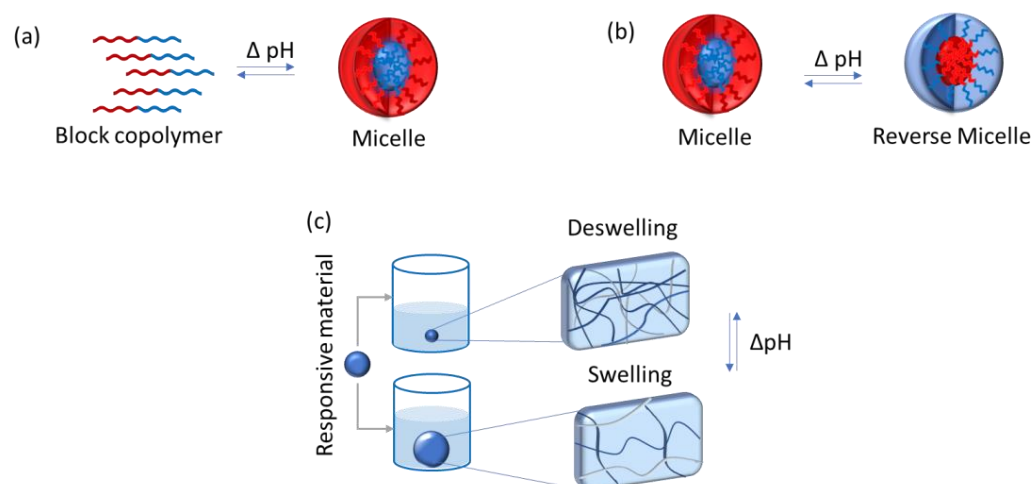 (a)
Δ pH
Block copolymer
Micelle
(b)
Δ pH
Micelle
Reverse Micelle
(c)
Responsive material
Deswelling
ΔpH
Swelling